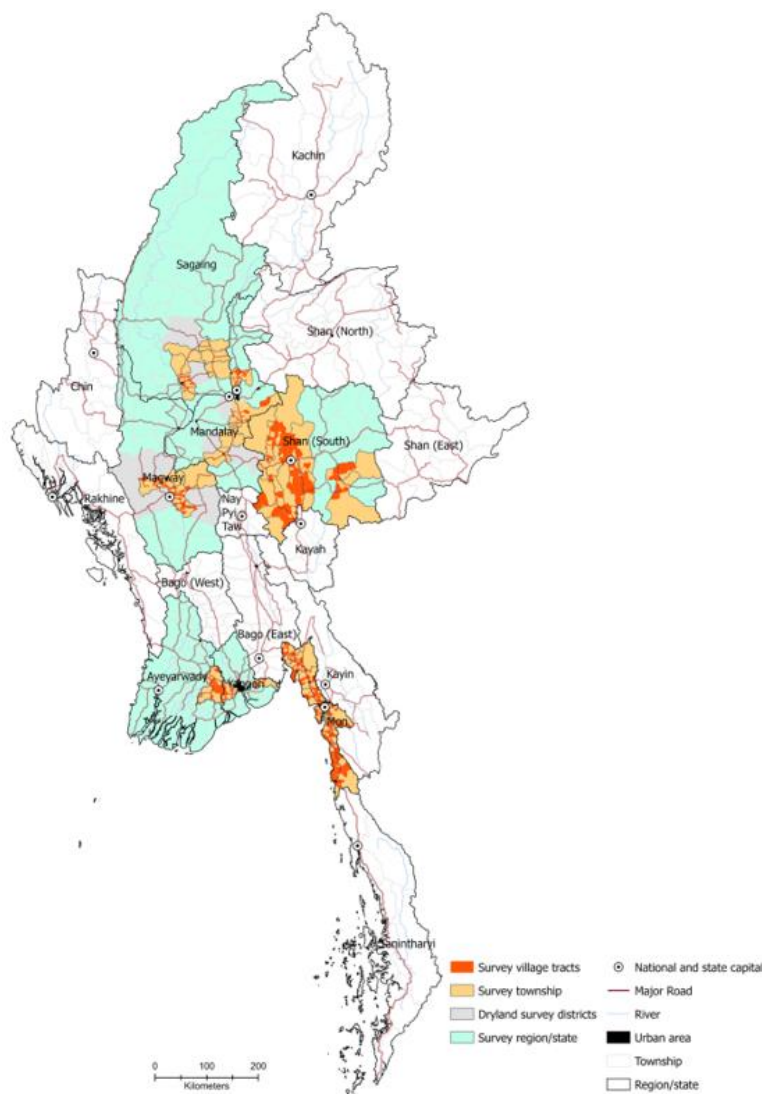 Kachin
Sagaing
Shan (North)
Chin
Mandalay
Shan (South)
Shan (East)
Magway
Rakhine
Nay
Pyi
Taw
Kayah
Bago (West)
Bago (East)
Ayeyarwady
Yangon
Kayin
Mon
Tanintharyi
Survey village tracts
Survey township
Dryland survey districts
Survey region/state
National and state capital
Major Road
River
Urban area
Township
Region/state
0 100 200
Kilometers